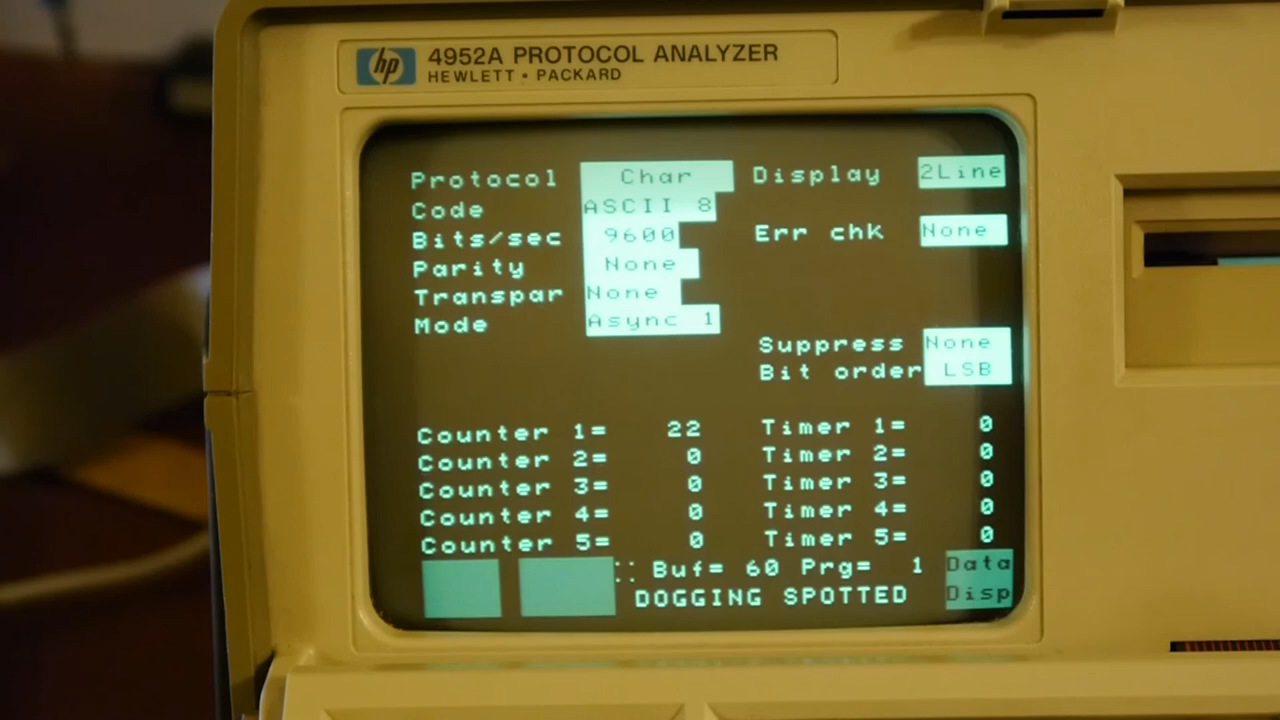 hp 4952A PROTOCOL ANALYZER
HEWLETT • PACKARD
Protocol Char Display 2Line
Code ASCII 8
Bits/sec 9600 Err chk None
Parity None
Transpar None
Mode Async 1
Suppress None
Bit order LSB
Counter 1= 22 Timer 1= 0
Counter 2= 0 Timer 2= 0
Counter 3= 0 Timer 3= 0
Counter 4= 0 Timer 4= 0
Counter 5= 0 Timer 5= 0
:: Buf= 60 Prg= 1 Data
DOGGING SPOTTED Disp